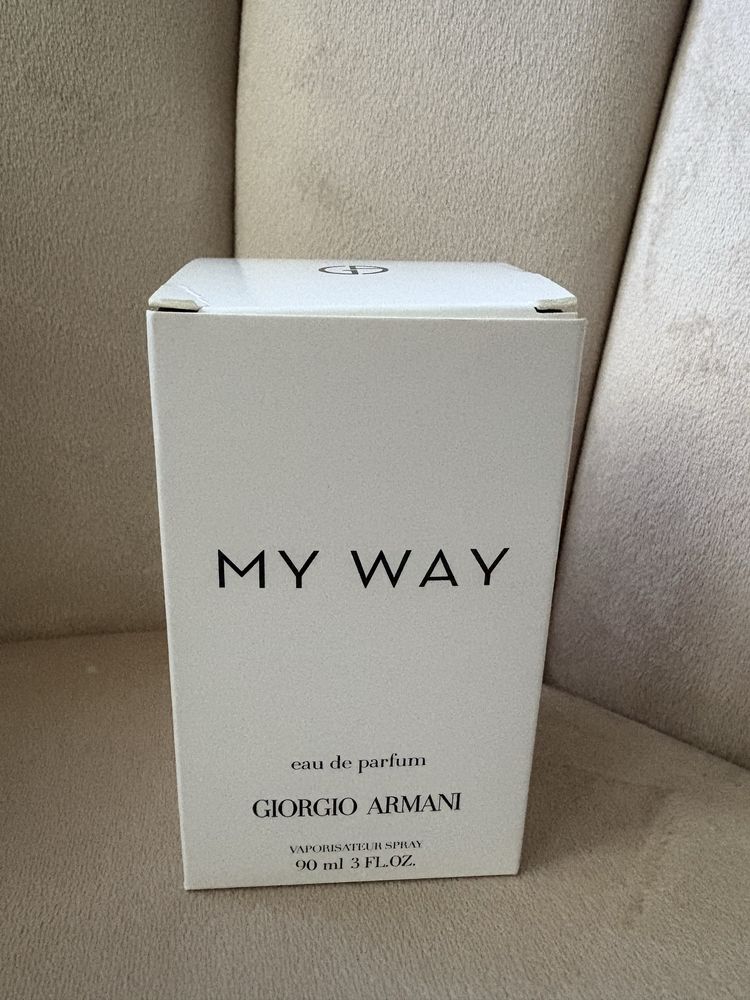 MY WAY
eau de parfum
GIORGIO ARMANI
VAPORISATEUR SPRAY
90 ml 3 FL.OZ.